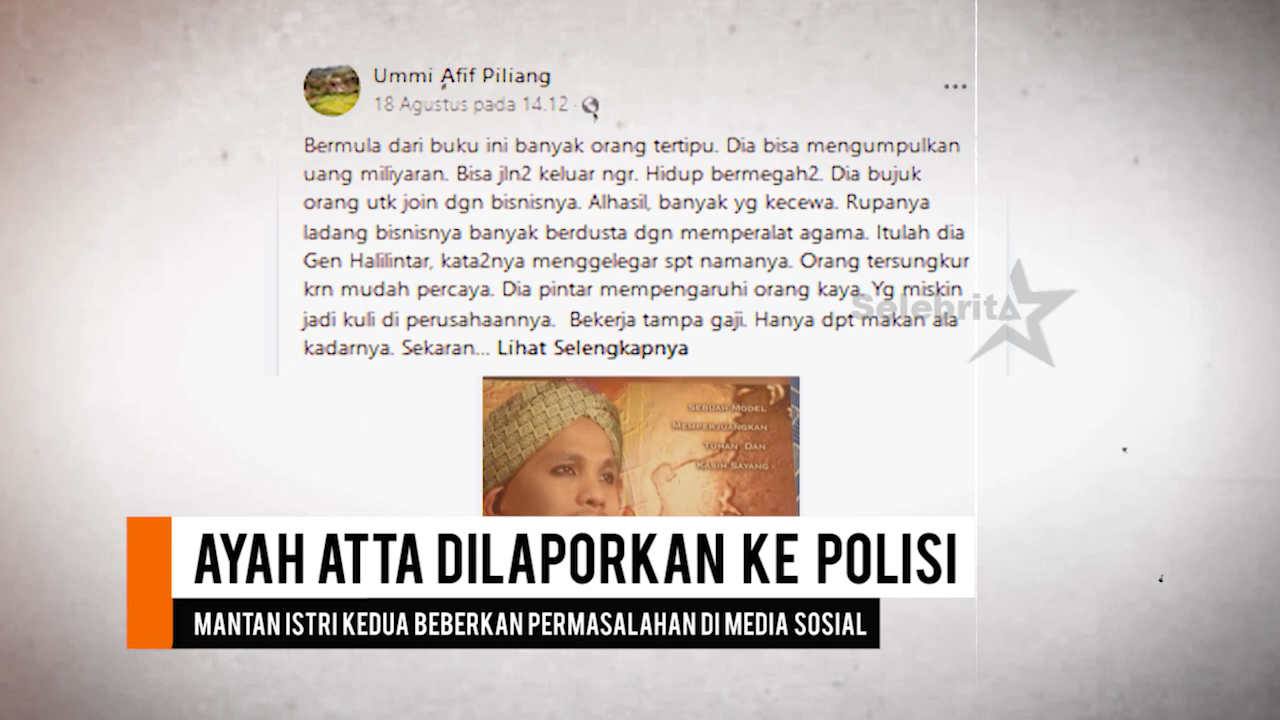 Ummi Afif Piliang
18 Agustus pada 14.12 ·
Bermula dari buku ini banyak orang tertipu. Dia bisa mengumpulkan
uang miliyaran. Bisa jln2 keluar ngr. Hidup bermegah2. Dia bujuk
orang utk join dgn bisnisnya. Alhasil, banyak yg kecewa. Rupanya
ladang bisnisnya banyak berdusta dgn memperalat agama. Itulah dia
Gen Halilintar, kata2nya menggelegar spt namanya. Orang tersungkur
krn mudah percaya. Dia pintar mempengaruhi orang kaya. Yg miskin
jadi kuli di perusahaannya. Bekerja tampa gaji. Hanya dpt makan ala
kadarnya. Sekaran... Lihat Selengkapnya
Selebrita
SEBUAH MODEL
MEMPERJUANGKAN
TUHAN DAN
KASIH SAYANG
AYAH ATTA DILAPORKAN KE POLISI
MANTAN ISTRI KEDUA BEBERKAN PERMASALAHAN DI MEDIA SOSIAL